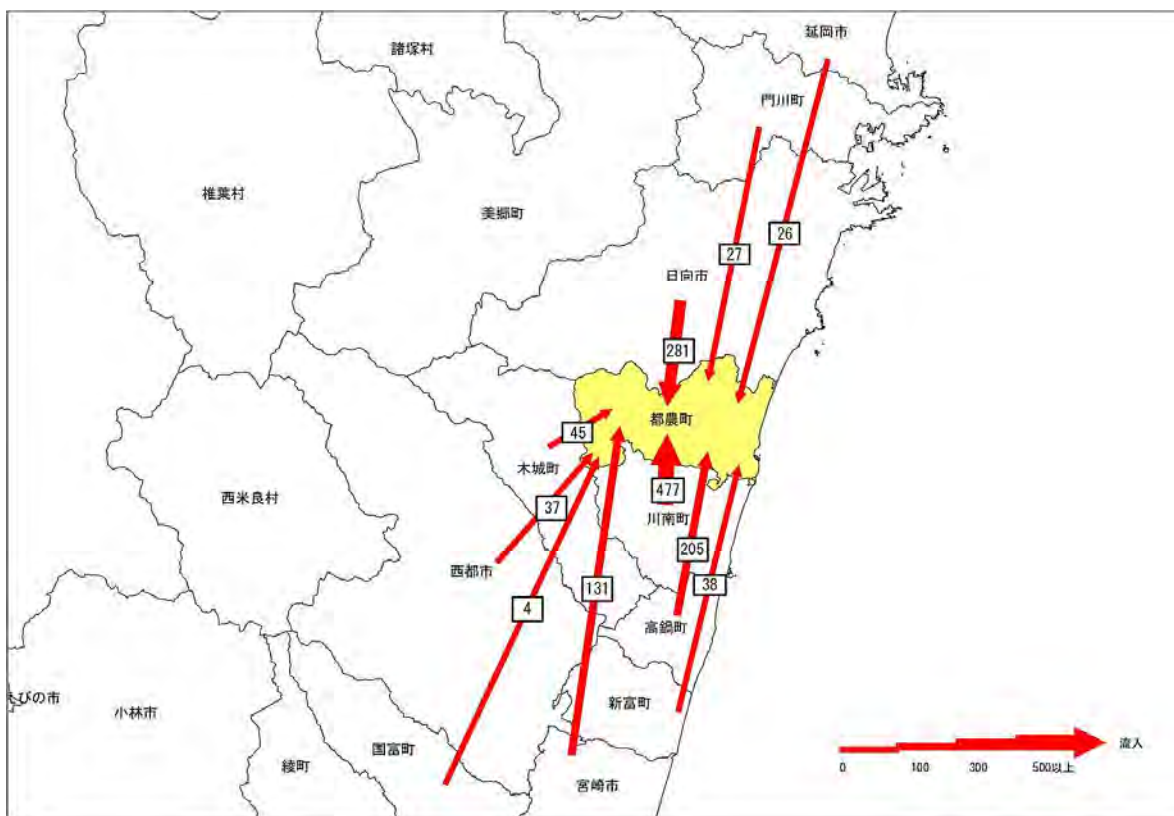 延岡市
諸塚村
門川町
椎葉村
美郷町
26
27
日向市
281
都農町
45
木城町
477
37
西米良村
川南町
205
西都市
131
38
4
高鍋町
えびの市
小林市
新富町
国富町
綾町
宮崎市
流入
0
100
300
500以上